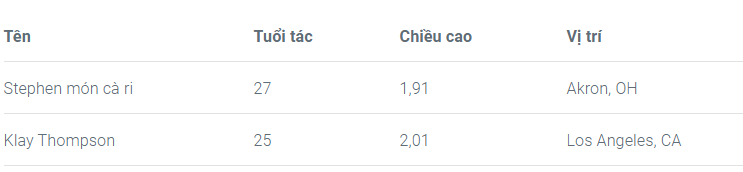 Tên Tuổi tác Chiều cao Vị trí
Stephen món cà ri 27 1,91 Akron, OH
Klay Thompson 25 2,01 Los Angeles, CA